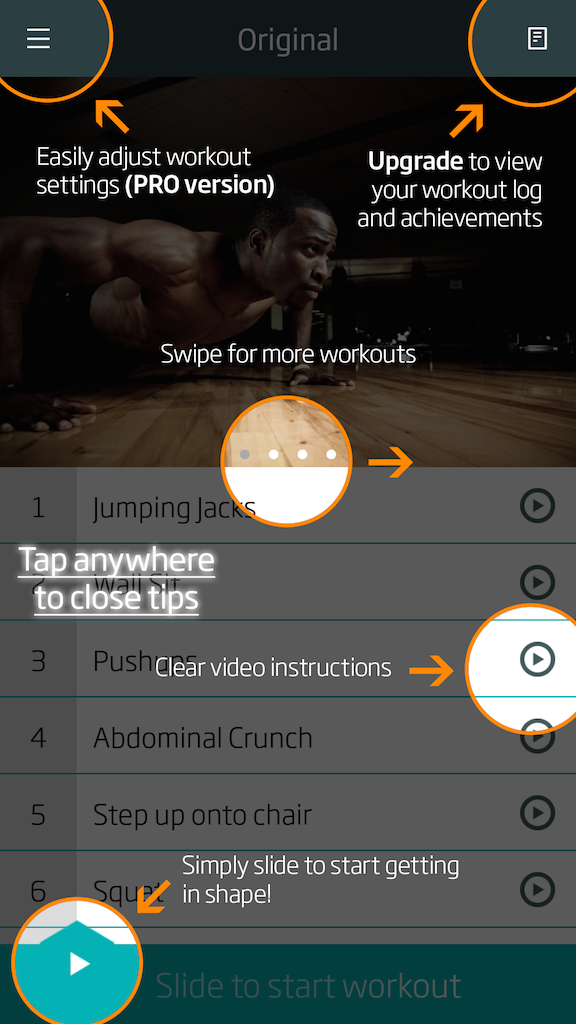 Original
Easily adjust workout
settings (PRO version)
Upgrade to view
your workout log
and achievements
Swipe for more workouts
1 Jumping Jacks
Tap anywhere
to close tips
2 Wall Sit
3 Pushups
Clear video instructions
4 Abdominal Crunch
5 Step up onto chair
Simply slide to start getting
in shape!
6 Squat
Slide to start workout